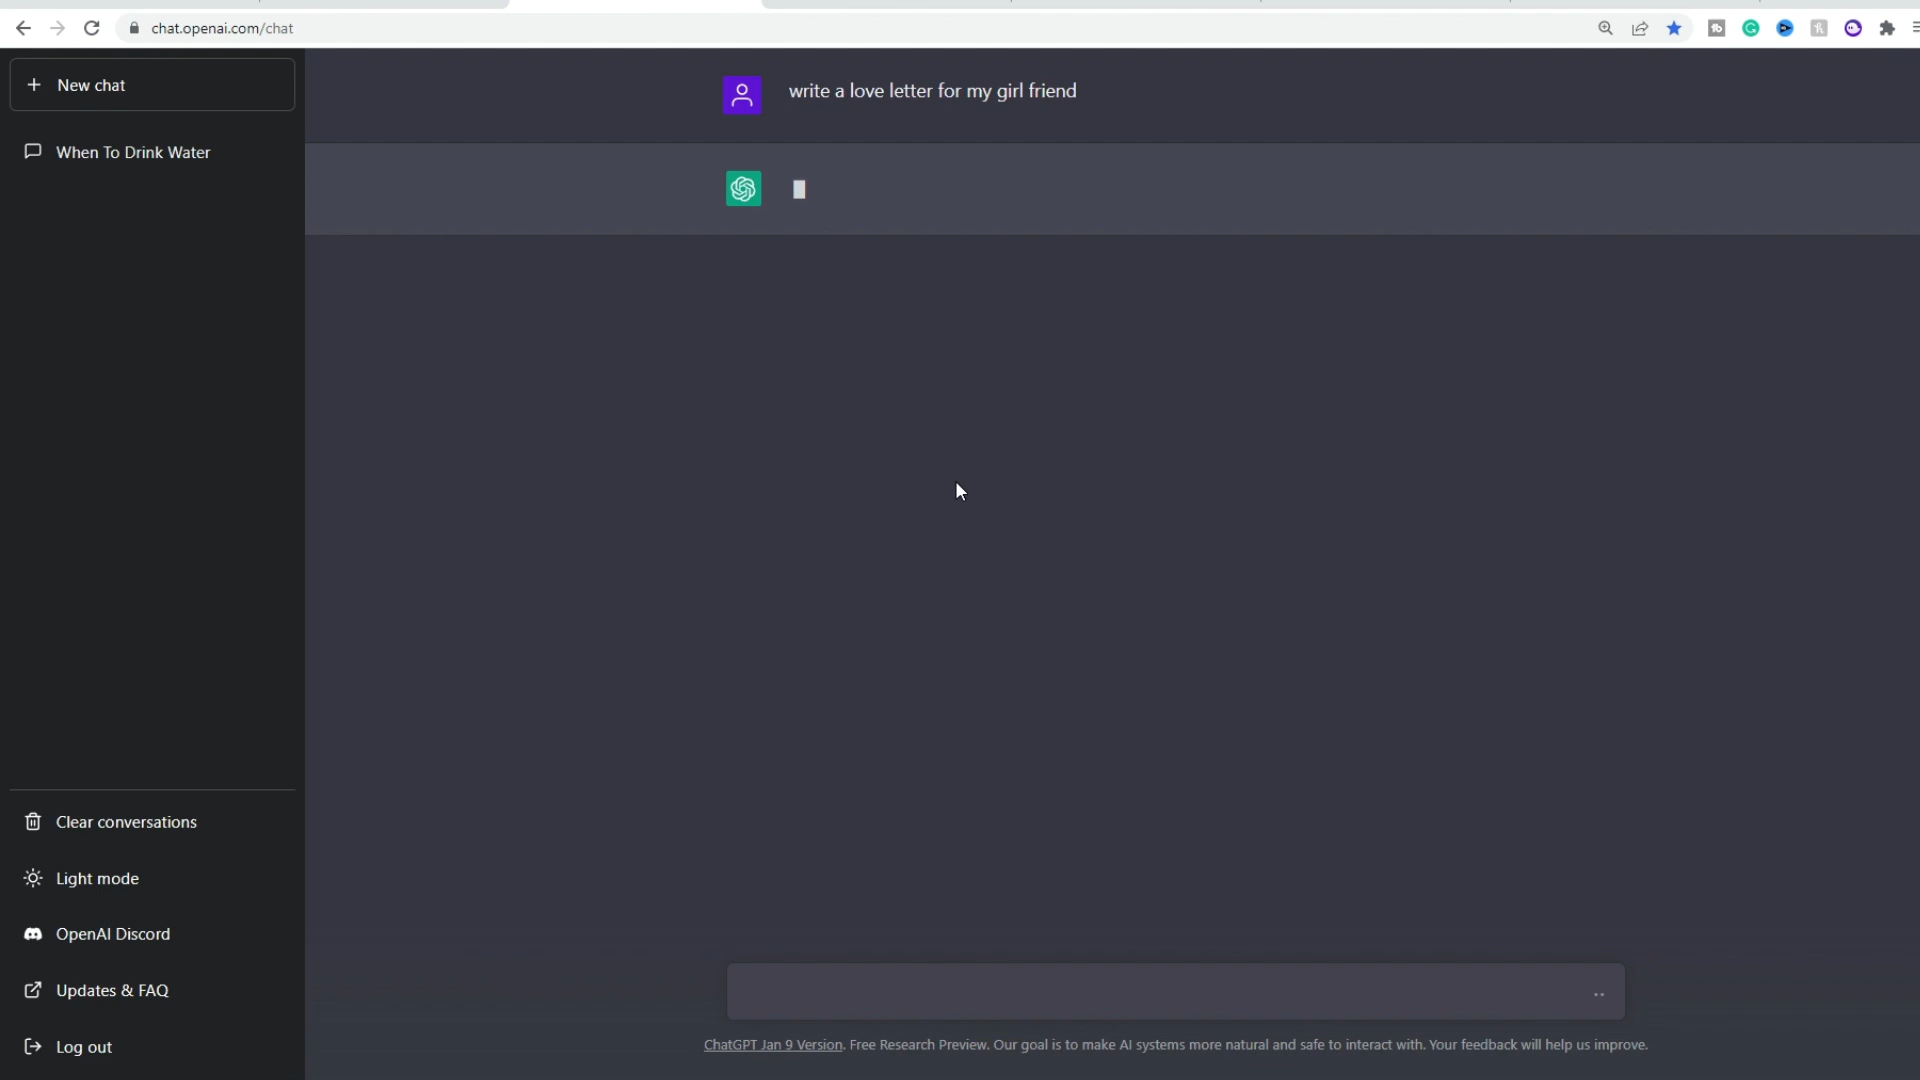 chat.openai.com/chat
New chat
When To Drink Water
write a love letter for my girl friend
Clear conversations
Light mode
OpenAI Discord
Updates & FAQ
Log out
ChatGPT Jan 9 Version. Free Research Preview. Our goal is to make AI systems more natural and safe to interact with. Your feedback will help us improve.